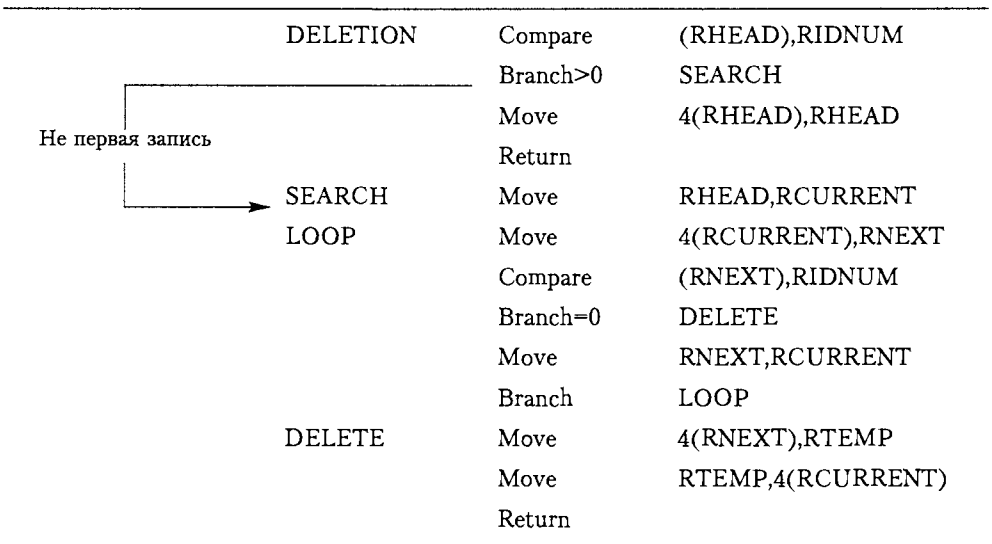 DELETION Compare (RHEAD),RIDNUM
Branch>0 SEARCH
Move 4(RHEAD),RHEAD
Не первая запись
Return
SEARCH Move RHEAD,RCURRENT
LOOP Move 4(RCURRENT),RNEXT
Compare (RNEXT),RIDNUM
Branch=0 DELETE
Move RNEXT,RCURRENT
Branch LOOP
DELETE Move 4(RNEXT),RTEMP
Move RTEMP,4(RCURRENT)
Return